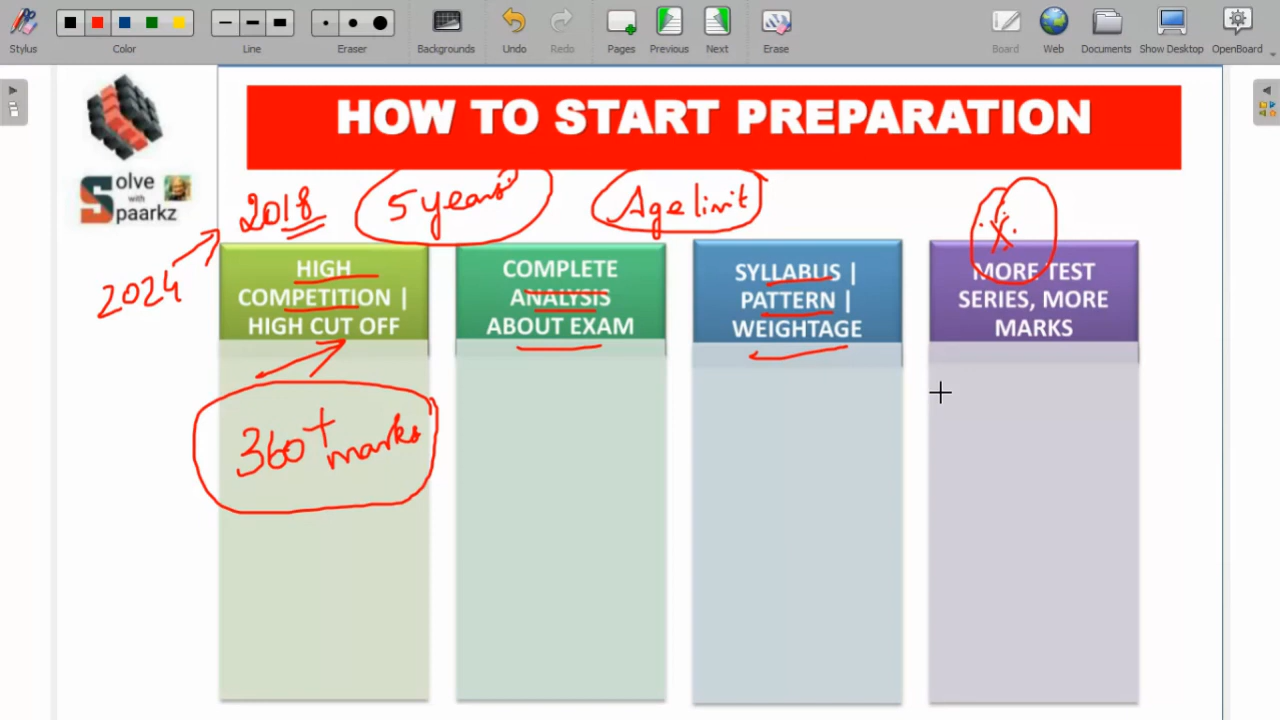 Stylus
Color
Line
Eraser
Backgrounds
Undo
Redo
Pages
Previous
Next
Erase
Board
Web
Documents
Show Desktop
OpenBoard
HOW TO START PREPARATION
Solve
with
Spaarkz
2018
5 years
Age limit
X
2024
HIGH
COMPETITION |
HIGH CUT OFF
COMPLETE
ANALYSIS
ABOUT EXAM
SYLLABUS |
PATTERN |
WEIGHTAGE
MORE TEST
SERIES, MORE
MARKS
360+
marks